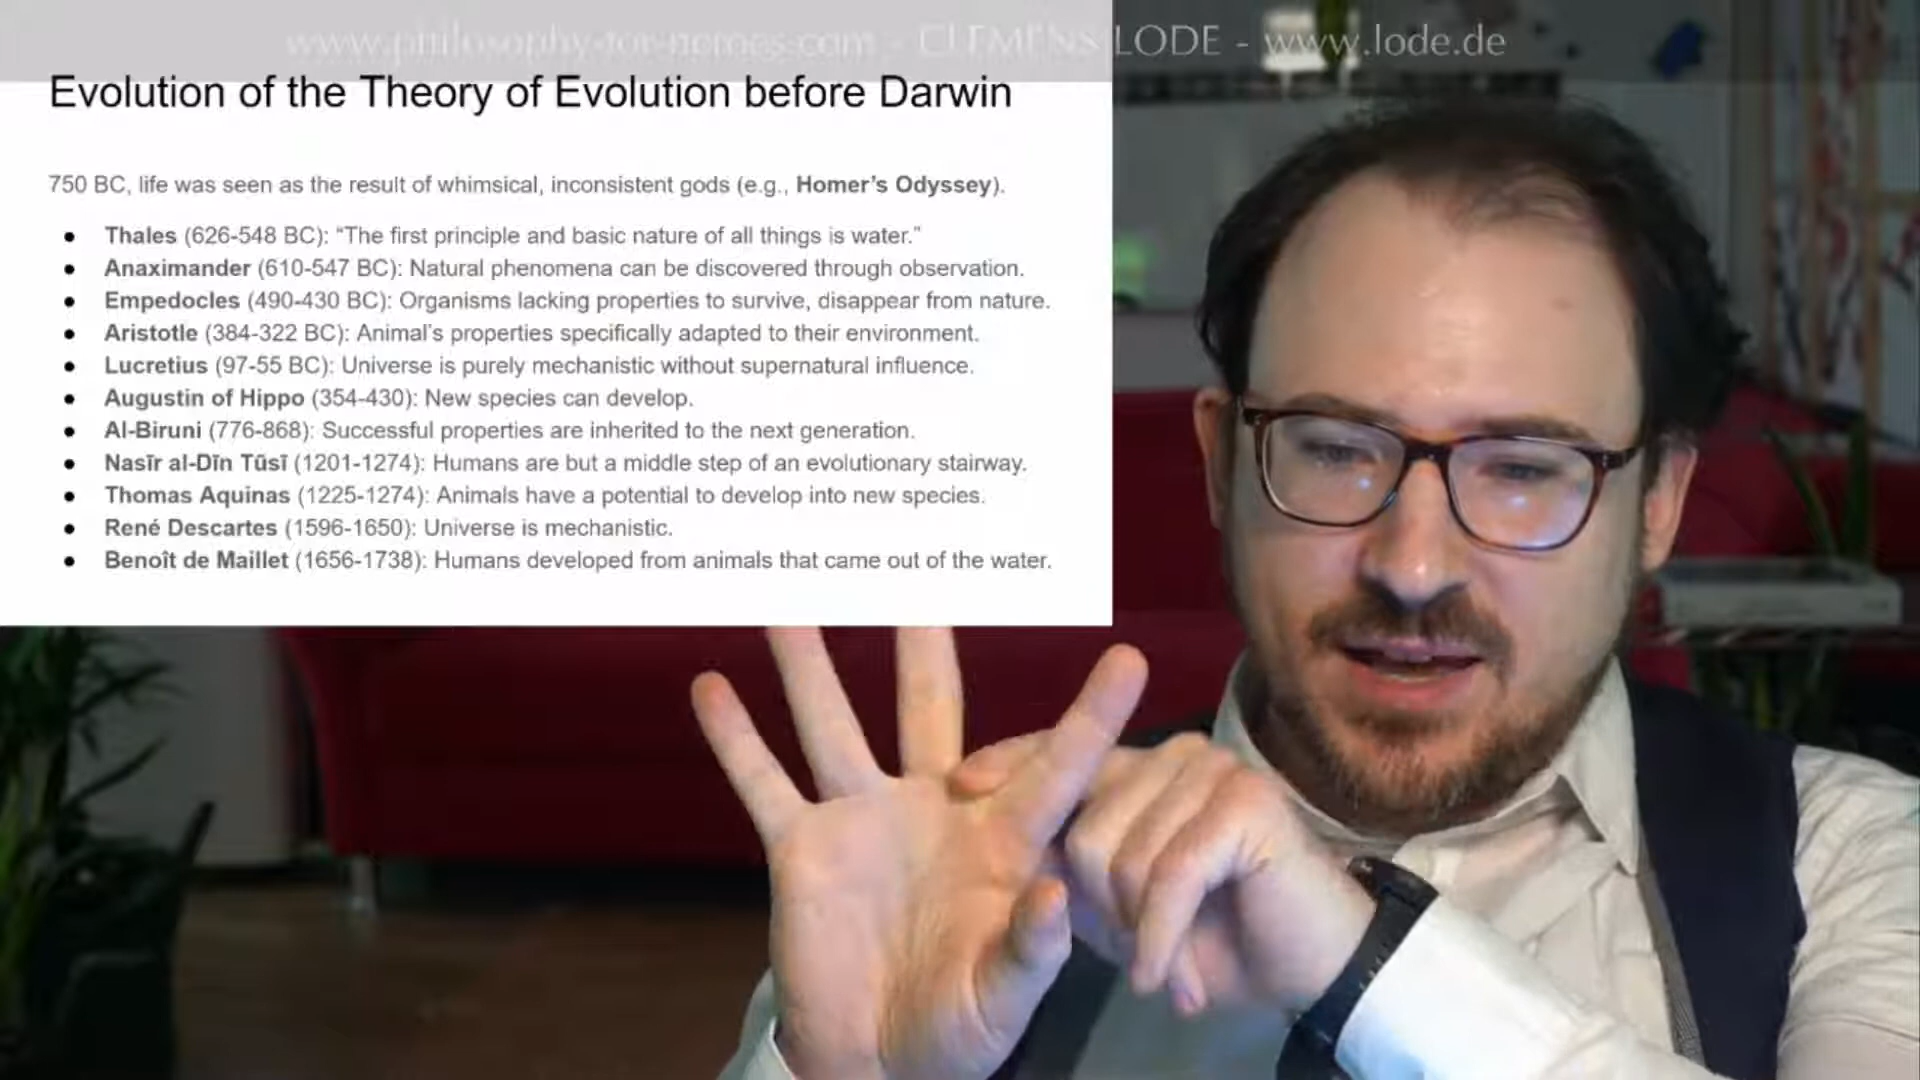 www.philosophy-for-heroes.com - CLEMENS LODE - www.lode.de
Evolution of the Theory of Evolution before Darwin
750 BC, life was seen as the result of whimsical, inconsistent gods (e.g., Homer’s Odyssey).
● Thales (626-548 BC): “The first principle and basic nature of all things is water.”
● Anaximander (610-547 BC): Natural phenomena can be discovered through observation.
● Empedocles (490-430 BC): Organisms lacking properties to survive, disappear from nature.
● Aristotle (384-322 BC): Animal’s properties specifically adapted to their environment.
● Lucretius (97-55 BC): Universe is purely mechanistic without supernatural influence.
● Augustin of Hippo (354-430): New species can develop.
● Al-Biruni (776-868): Successful properties are inherited to the next generation.
● Nasīr al-Dīn Tūsī (1201-1274): Humans are but a middle step of an evolutionary stairway.
● Thomas Aquinas (1225-1274): Animals have a potential to develop into new species.
● René Descartes (1596-1650): Universe is mechanistic.
● Benoît de Maillet (1656-1738): Humans developed from animals that came out of the water.